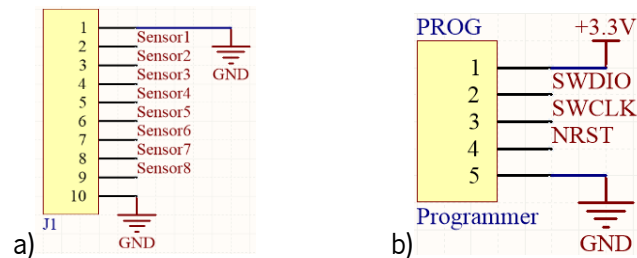 1
2 Sensor1
3 Sensor2
4 Sensor3
5 Sensor4
6 Sensor5
7 Sensor6
8 Sensor7
9 Sensor8
10
GND
GND
J1
a)
PROG
+3.3V
1
2 SWDIO
3 SWCLK
4 NRST
5
Programmer
GND
b)